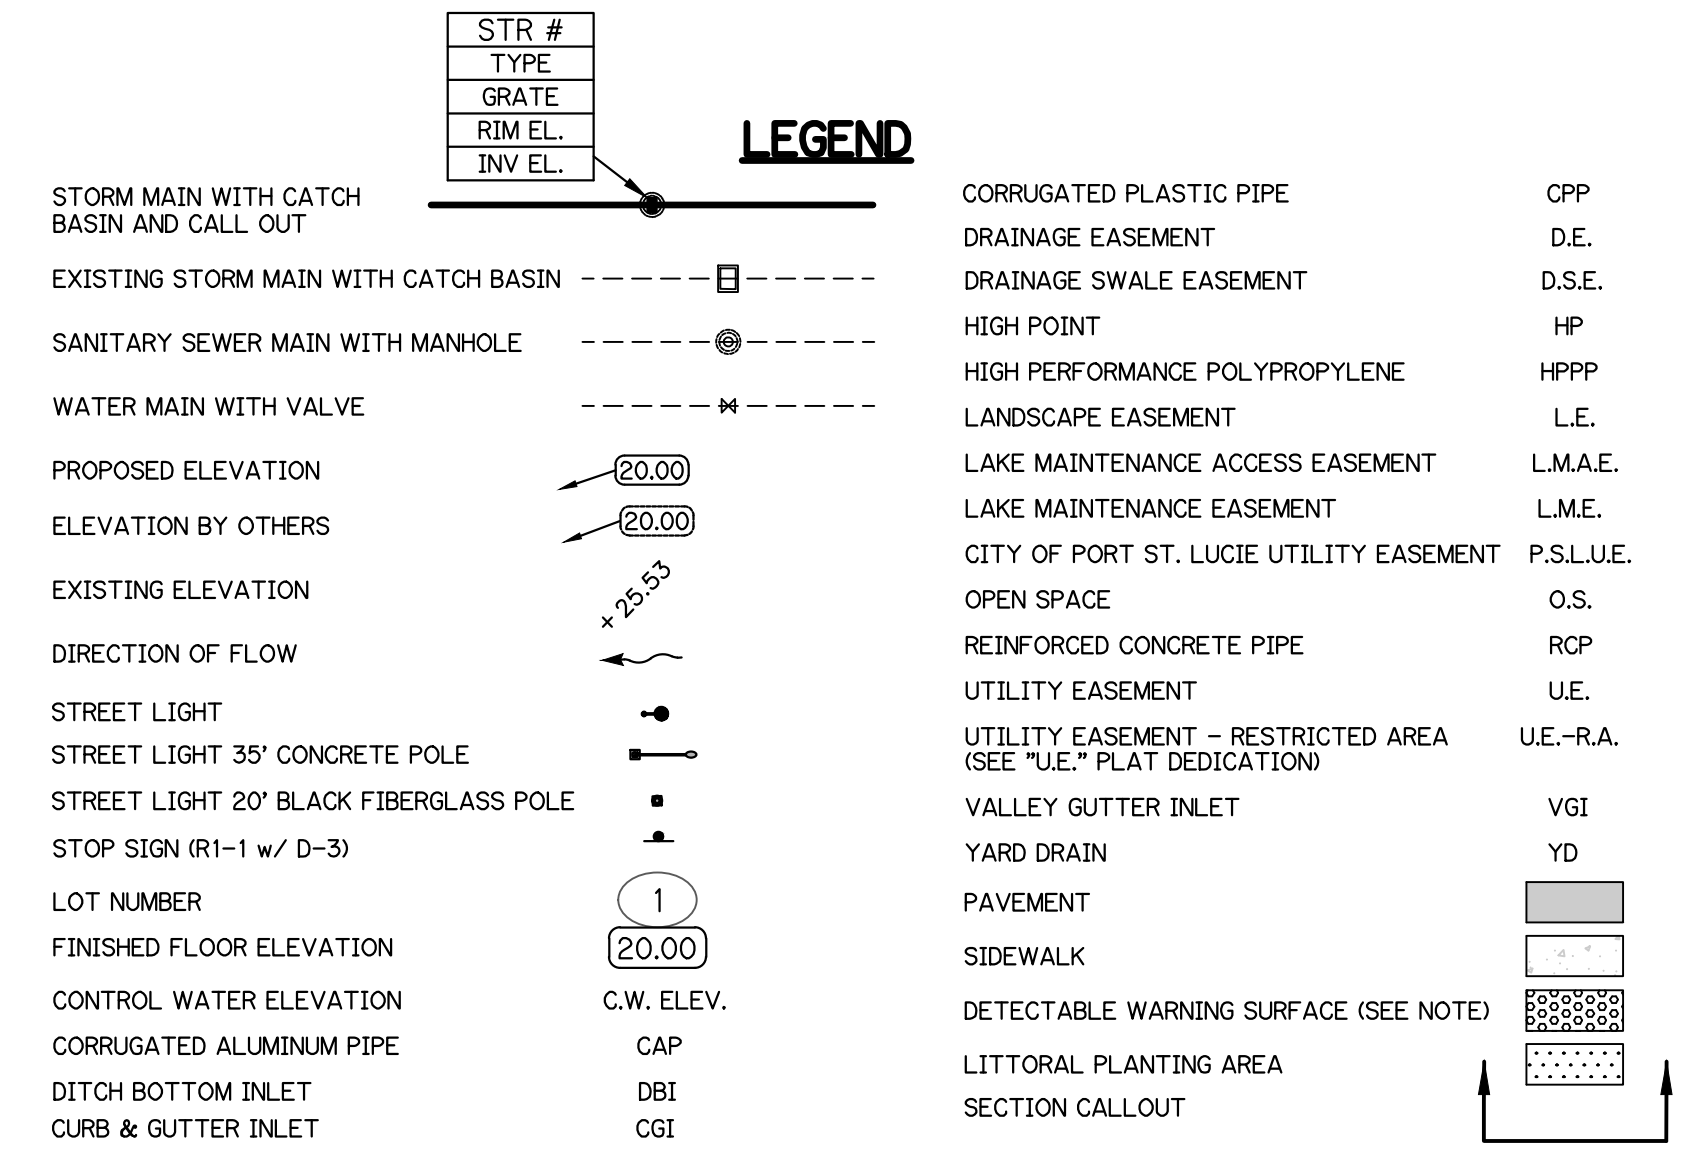 STR #
TYPE
GRATE
RIM EL.
INV EL.
LEGEND
STORM MAIN WITH CATCH
BASIN AND CALL OUT
EXISTING STORM MAIN WITH CATCH BASIN
SANITARY SEWER MAIN WITH MANHOLE
WATER MAIN WITH VALVE
PROPOSED ELEVATION 20.00
ELEVATION BY OTHERS 20.00
EXISTING ELEVATION + 25.53
DIRECTION OF FLOW
STREET LIGHT
STREET LIGHT 35' CONCRETE POLE
STREET LIGHT 20' BLACK FIBERGLASS POLE
STOP SIGN (R1-1 w/ D-3)
LOT NUMBER 1
FINISHED FLOOR ELEVATION 20.00
CONTROL WATER ELEVATION C.W. ELEV.
CORRUGATED ALUMINUM PIPE CAP
DITCH BOTTOM INLET DBI
CURB & GUTTER INLET CGI
CORRUGATED PLASTIC PIPE CPP
DRAINAGE EASEMENT D.E.
DRAINAGE SWALE EASEMENT D.S.E.
HIGH POINT HP
HIGH PERFORMANCE POLYPROPYLENE HPPP
LANDSCAPE EASEMENT L.E.
LAKE MAINTENANCE ACCESS EASEMENT L.M.A.E.
LAKE MAINTENANCE EASEMENT L.M.E.
CITY OF PORT ST. LUCIE UTILITY EASEMENT P.S.L.U.E.
OPEN SPACE O.S.
REINFORCED CONCRETE PIPE RCP
UTILITY EASEMENT U.E.
UTILITY EASEMENT - RESTRICTED AREA U.E.-R.A.
(SEE "U.E." PLAT DEDICATION)
VALLEY GUTTER INLET VGI
YARD DRAIN YD
PAVEMENT
SIDEWALK
DETECTABLE WARNING SURFACE (SEE NOTE)
LITTORAL PLANTING AREA
SECTION CALLOUT